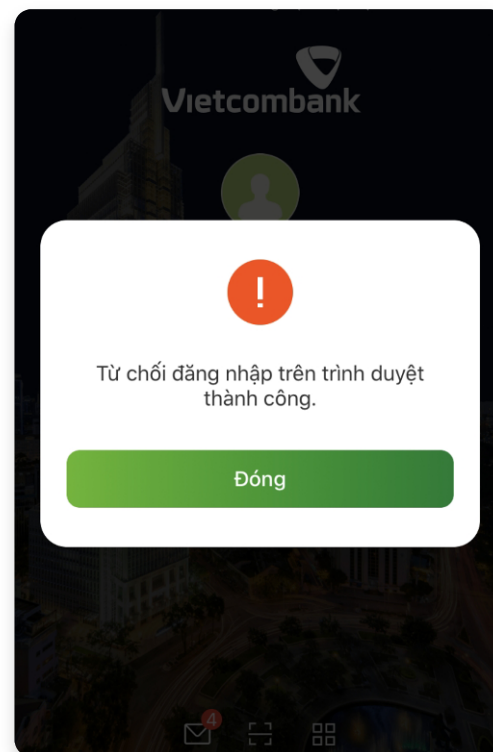 Vietcombank
!
Từ chối đăng nhập trên trình duyệt
thành công.
Đóng
4